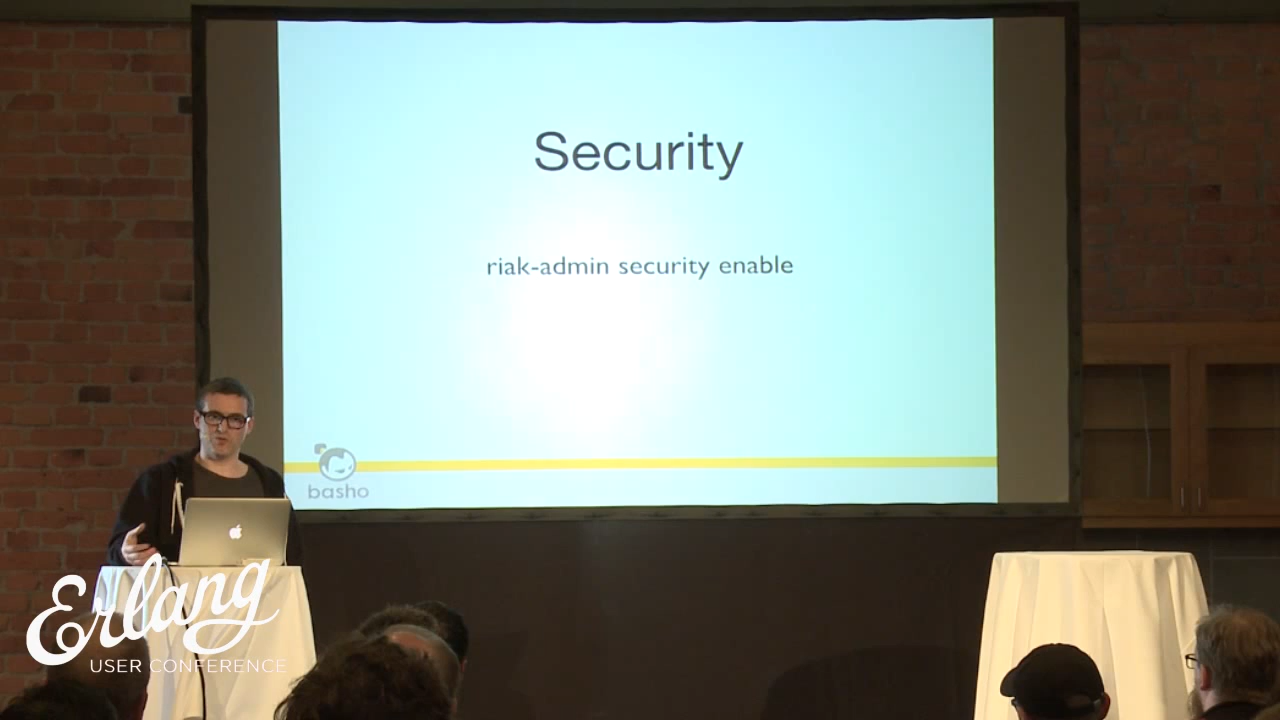 Security
riak-admin security enable
basho
Erlang
USER CONFERENCE